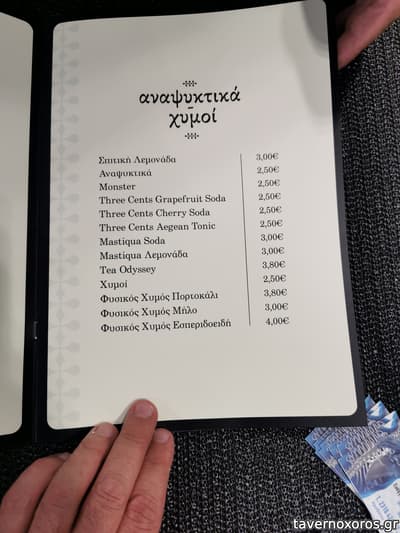 αναψυκτικά
-
χυμοί
Σπιτική Λεμονάδα 3,00€
Αναψυκτικά 2,50€
Monster 2,50€
Three Cents Grapefruit Soda 2,50€
Three Cents Cherry Soda 2,50€
Three Cents Aegean Tonic 2,50€
Mastiqua Soda 3,00€
Mastiqua Λεμονάδα 3,00€
Tea Odyssey 3,80€
Χυμοί 2,50€
Φυσικός Χυμός Πορτοκάλι 3,80€
Φυσικός Χυμός Μήλο 3,00€
Φυσικός Χυμός Εσπεριδοειδή 4,00€
tavernoxoros.gr